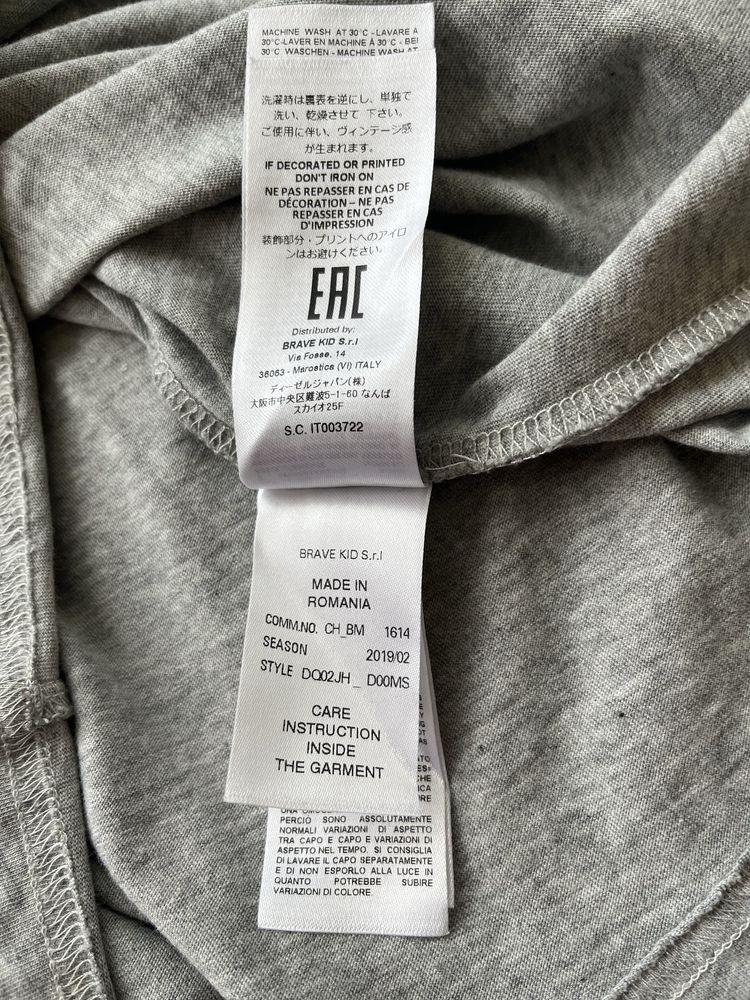 MACHINE WASH AT 30°C - LAVARE A
30°C-LAVER EN MACHINE À 30°C - BEI
30°C WASCHEN - MACHINE WASH AT
洗濯時は裏表を逆にし、単独で
洗い、乾燥させて 下さい。
ご使用に伴い、ヴィンテージ感
が生まれます。
IF DECORATED OR PRINTED
DON'T IRON ON
NE PAS REPASSER EN CAS DE
DÉCORATION – NE PAS
REPASSER EN CAS
D'IMPRESSION
装飾部分・プリントへのアイロ
ンはお避けください。
EAC
Distributed by:
BRAVE KID S.r.l
Via Fosse, 14
36063 - Marostica (VI) ITALY
ディーゼルジャパン(株)
大阪市中央区難波5-1-60 なんば
スカイオ25F
S.C. IT003722
BRAVE KID S.r.l
MADE IN
ROMANIA
COMM.NO. CH_BM 1614
SEASON 2019/02
STYLE DQ02JH _ D00MS
CARE
INSTRUCTION
INSIDE
THE GARMENT
PERCIÒ SONO ASSOLUTAMENTE
NORMALI VARIAZIONI DI ASPETTO
TRA CAPO E CAPO E VARIAZIONI DI
ASPETTO NEL TEMPO. SI CONSIGLIA
DI LAVARE IL CAPO SEPARATAMENTE
E DI NON ESPORLO ALLA LUCE IN
QUANTO POTREBBE SUBIRE
VARIAZIONI DI COLORE.